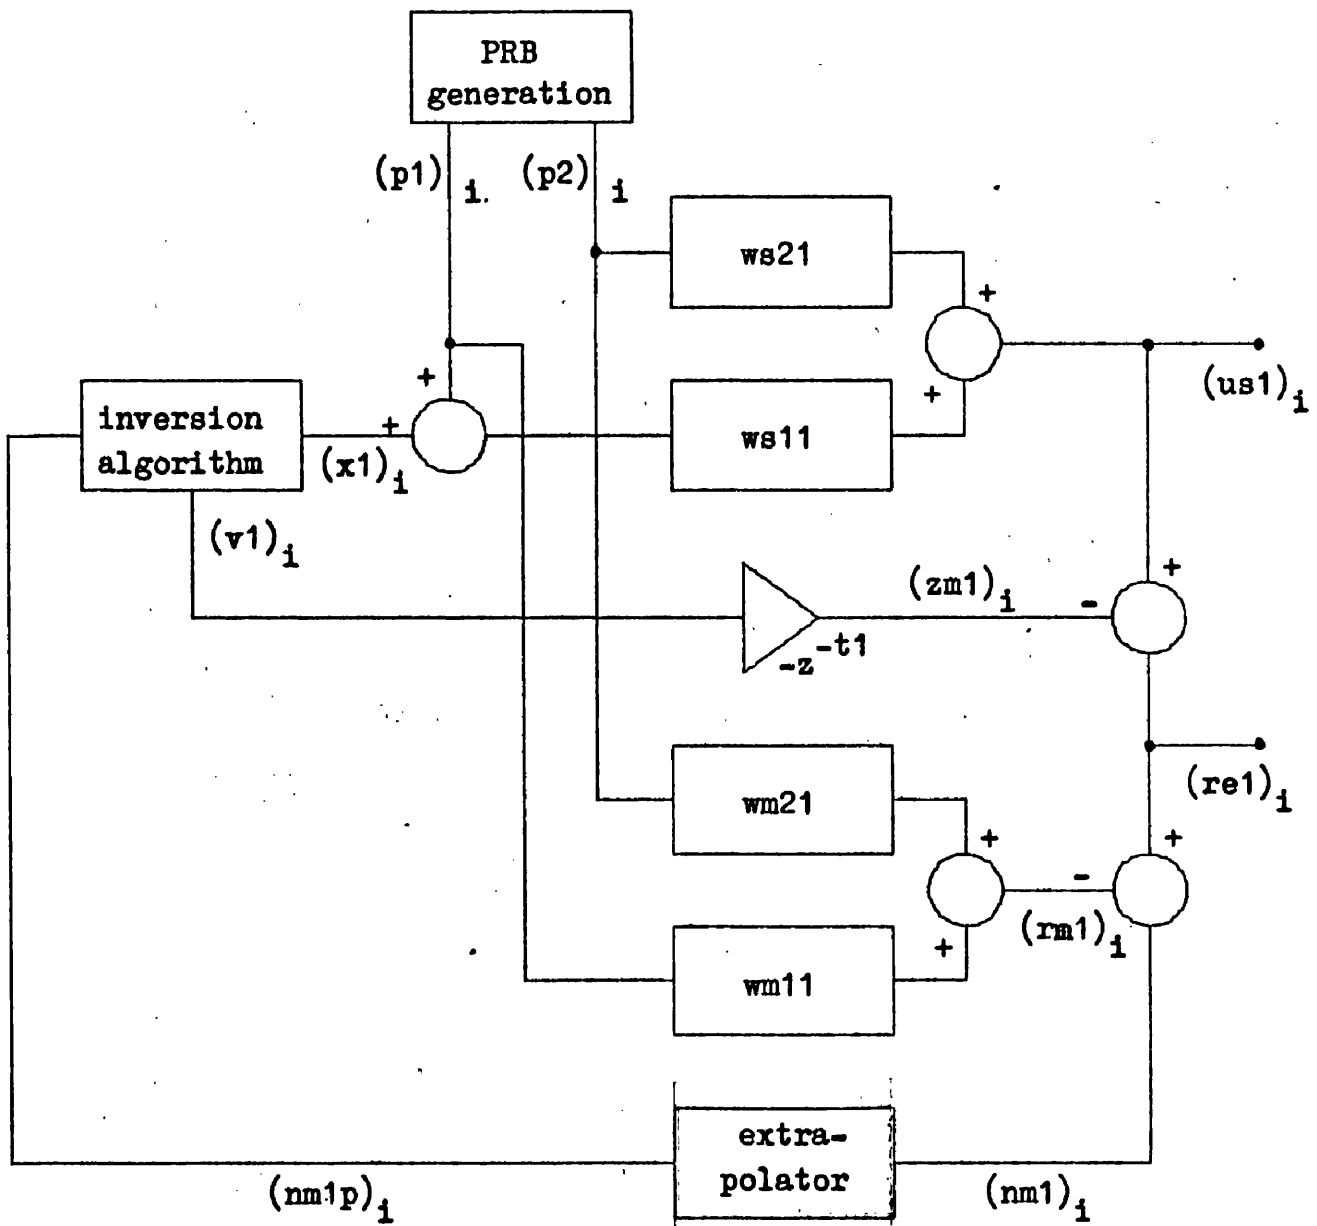 PRB
generation
(p1)i.
(p2)i
ws21
+
+
(us1)i
ws11
+
+
inversion
algorithm
(x1)i
(v1)i
(zm1)i
+
-
-z^-t1
wm21
(re1)i
+
+
-
(rm1)i
+
wm11
extra-
polator
(nm1p)i
(nm1)i